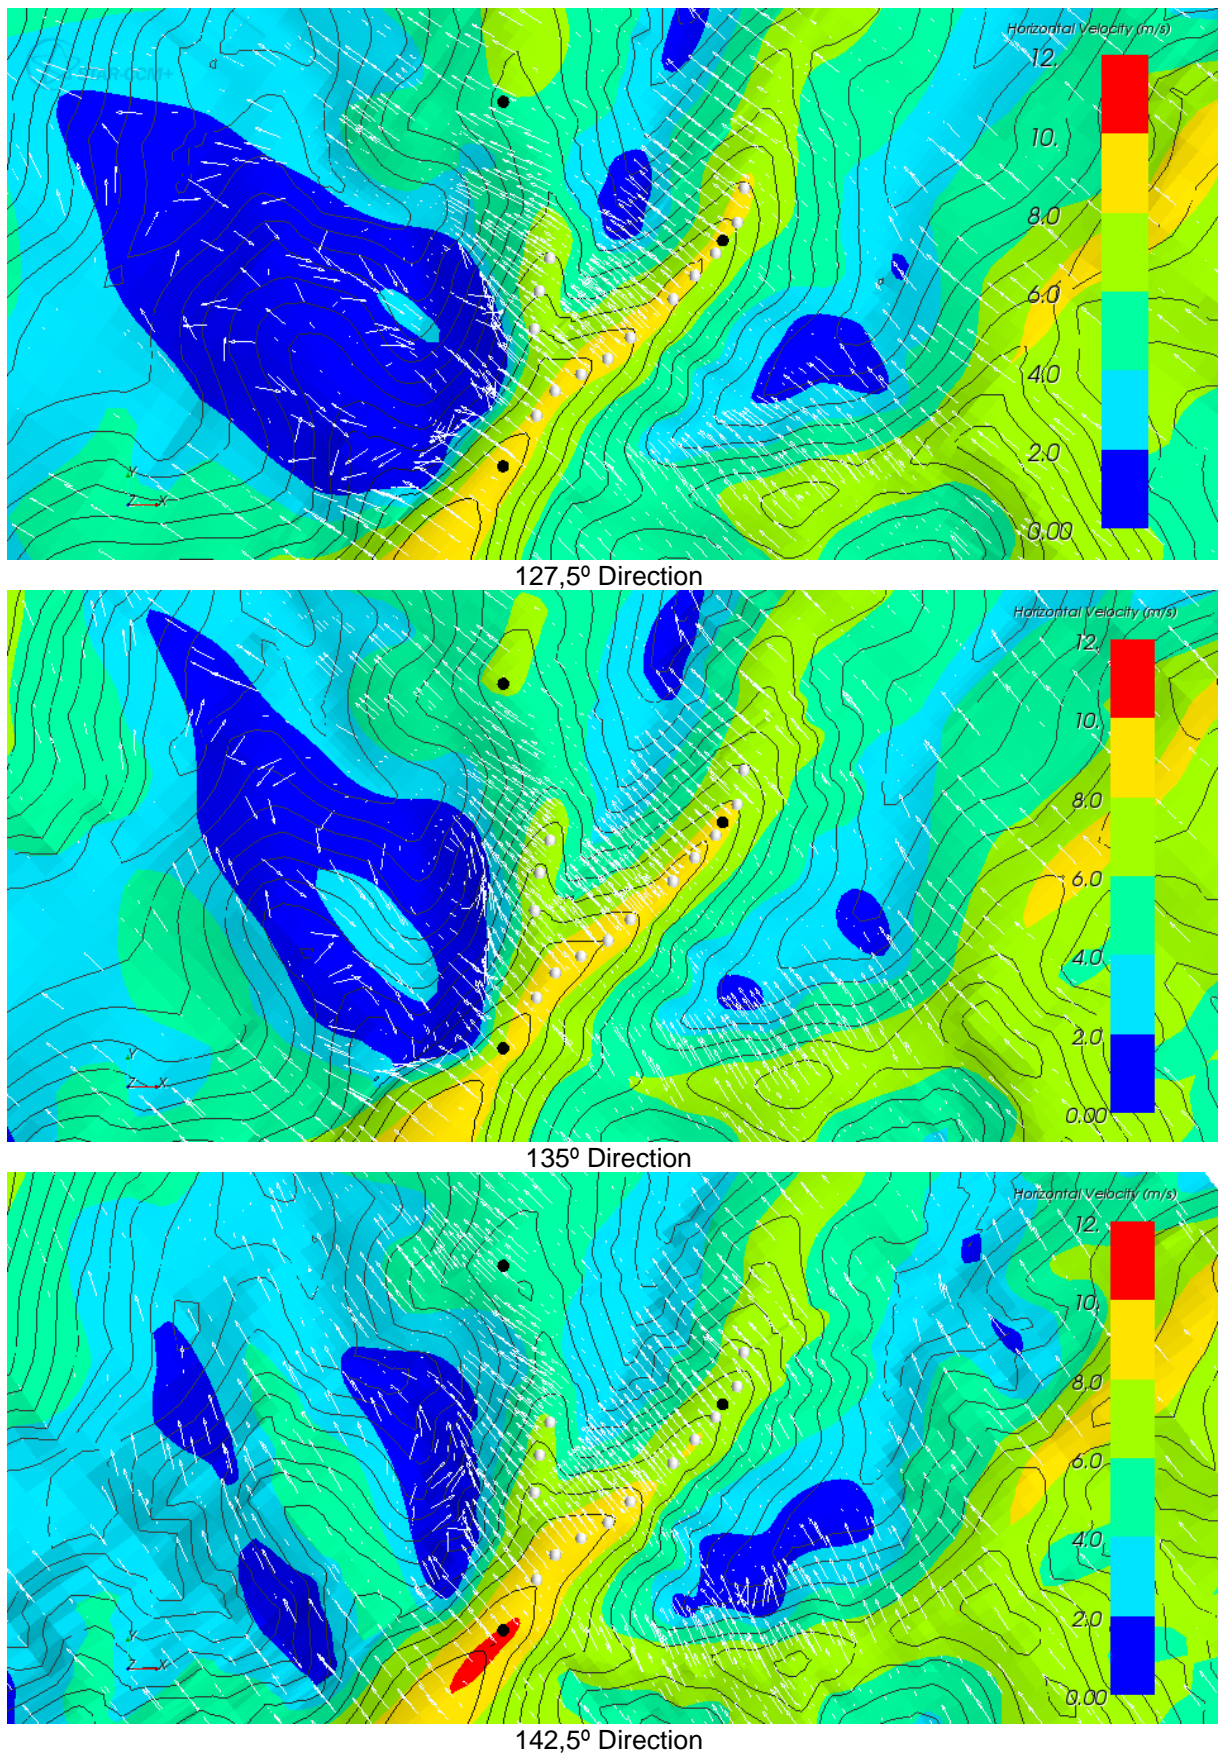 Horizontal Velocity (m/s)
12.
STAR-CCM+
10.
8.0
6.0
4.0
Y
2.0
Z X
0.00
127,5º Direction
Horizontal Velocity (m/s)
12.
10.
8.0
6.0
4.0
2.0
Y
Z X
0.00
135º Direction
Horizontal Velocity (m/s)
12.
10.
8.0
6.0
4.0
2.0
Y
Z X
0.00
142,5º Direction